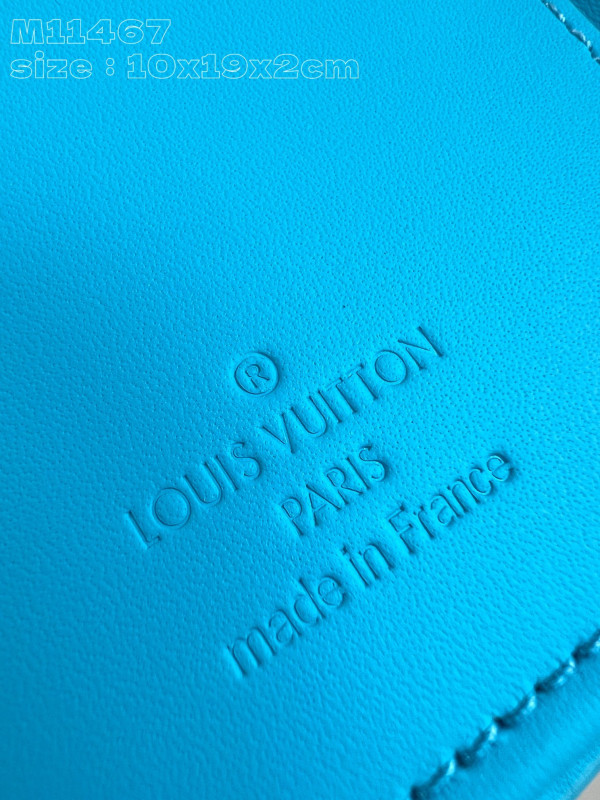 M11467
size : 10x19x2cm
®
LOUIS VUITTON
PARIS
made in France